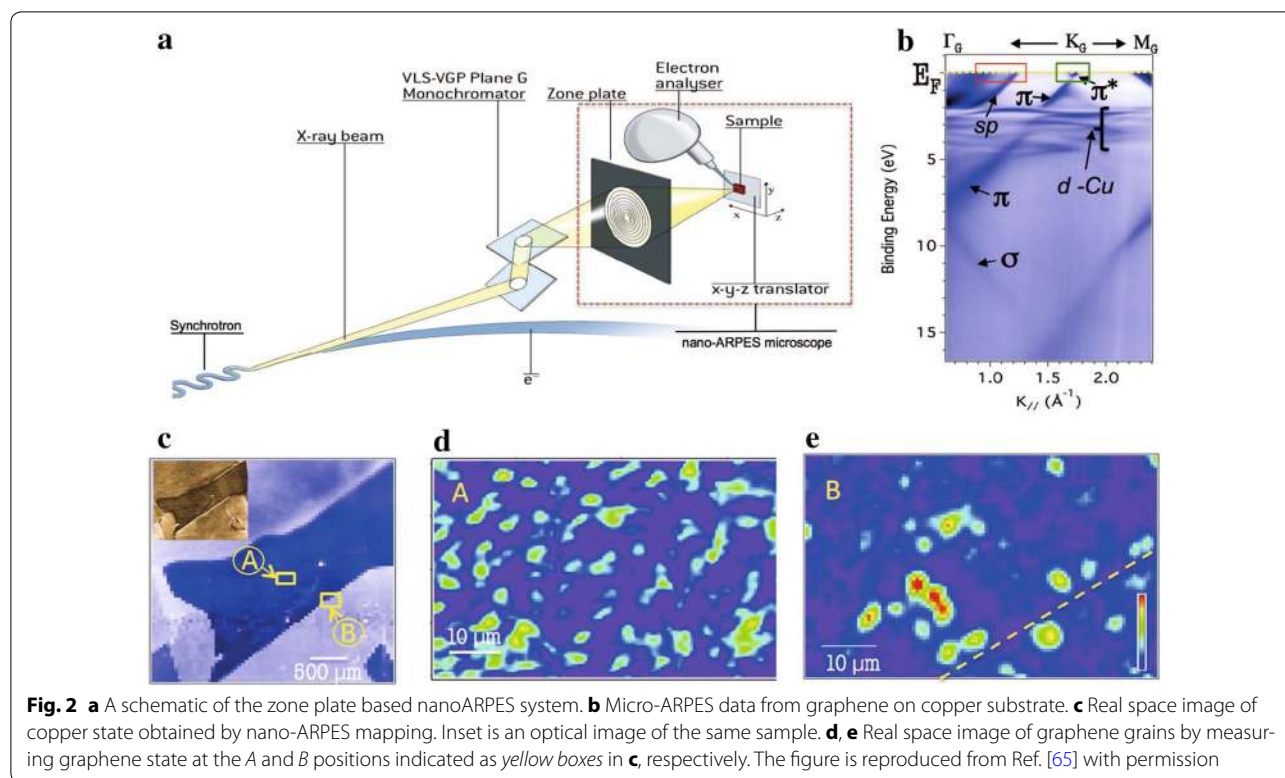 a
VLS-VGP Plane G
Monochromator
Zone plate
Electron
analyser
Sample
X-ray beam
y
x
z
x-y-z translator
Synchrotron
nano-ARPES microscope
e⁻
b
Γ_G K_G M_G
E_F
π π*
sp
5
d -Cu
π
10
σ
15
Binding Energy (eV)
1.0 1.5 2.0
K// (Å⁻¹)
c
A
B
500 µm
d
A
10 µm
e
B
10 µm
Fig. 2 a A schematic of the zone plate based nanoARPES system. b Micro-ARPES data from graphene on copper substrate. c Real space image of
copper state obtained by nano-ARPES mapping. Inset is an optical image of the same sample. d, e Real space image of graphene grains by measur-
ing graphene state at the A and B positions indicated as yellow boxes in c, respectively. The figure is reproduced from Ref. [65] with permission